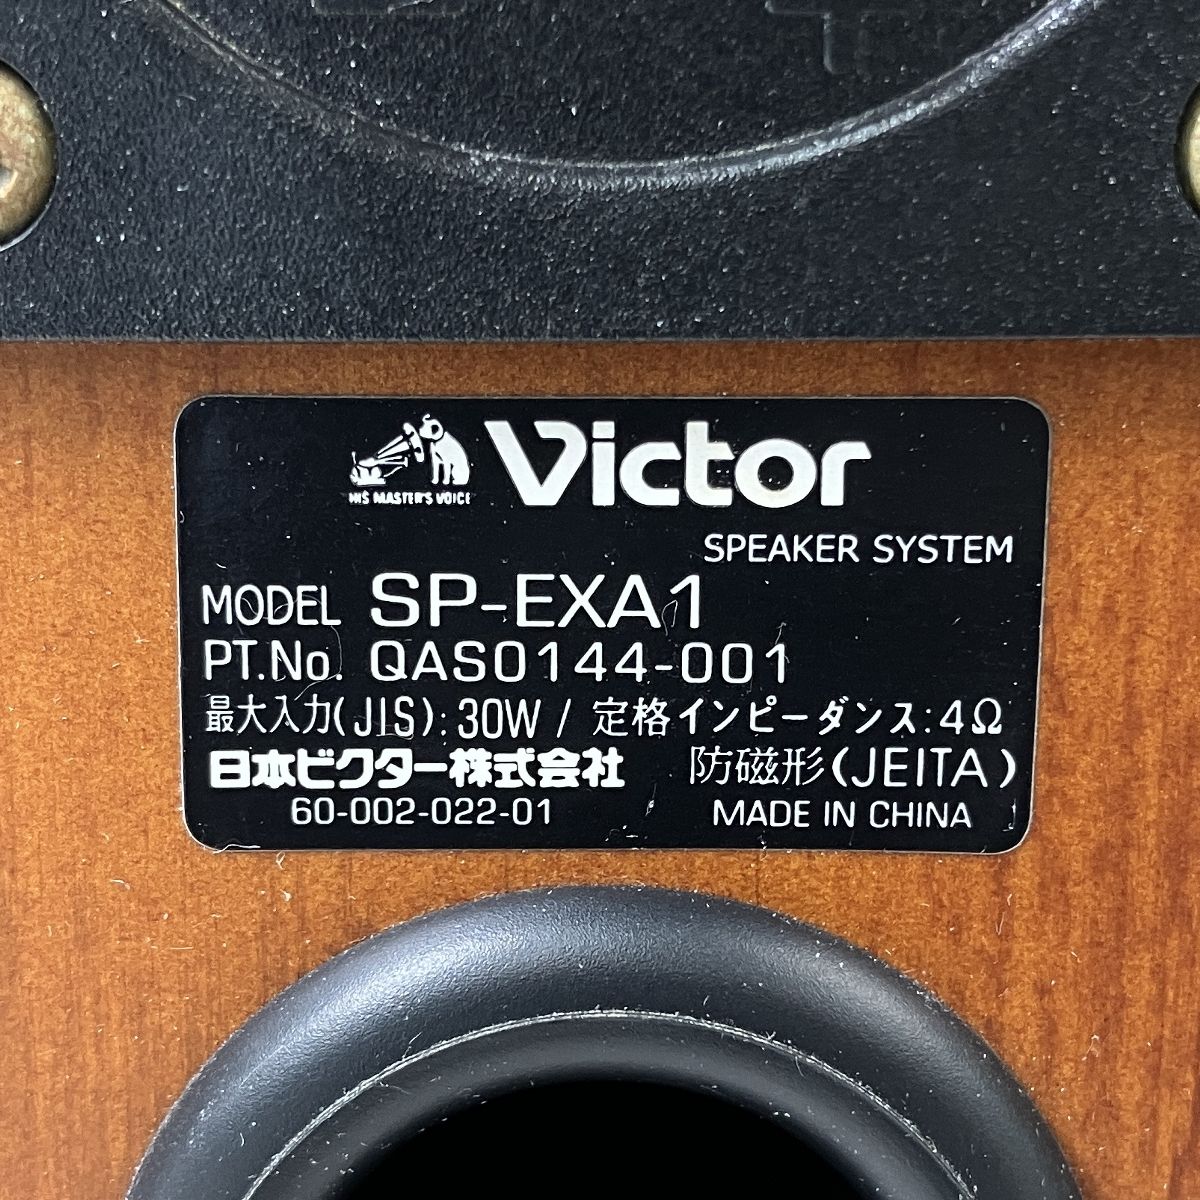 HIS MASTER'S VOICE
Victor
SPEAKER SYSTEM
MODEL SP-EXA1
PT.No. QAS0144-001
最大入力(JIS):30W / 定格インピーダンス:4Ω
日本ビクター株式会社 防磁形(JEITA)
60-002-022-01 MADE IN CHINA